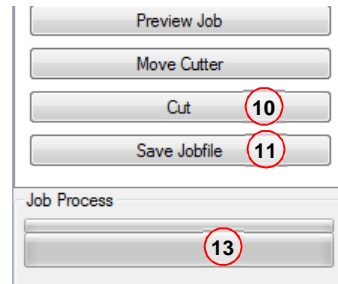 Preview Job
Move Cutter
Cut 10
Save Jobfile 11
Job Process
13